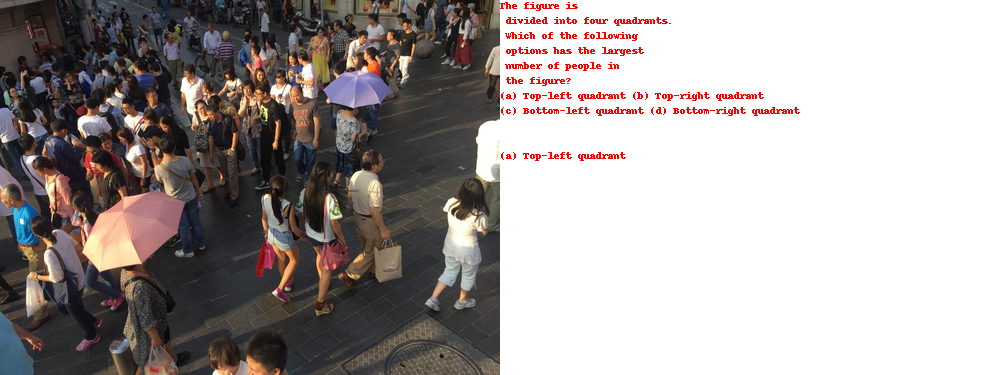 The figure is
divided into four quadrants.
Which of the following
options has the largest
number of people in
the figure?
(a) Top-left quadrant (b) Top-right quadrant
(c) Bottom-left quadrant (d) Bottom-right quadrant
(a) Top-left quadrant